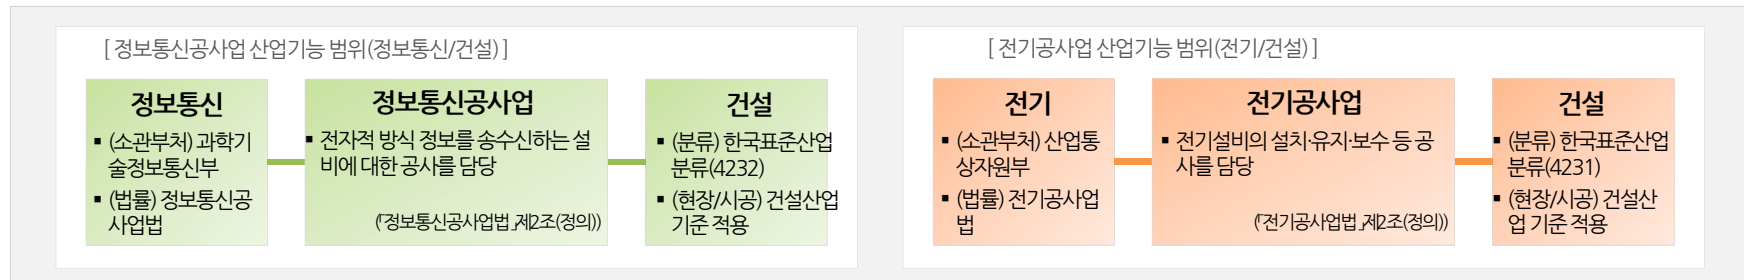 [ 정보통신공사업 산업기능 범위(정보통신/건설) ]
정보통신
▪ (소관부처) 과학기
술정보통신부
▪ (법률) 정보통신공
사업법
정보통신공사업
▪ 전자적 방식 정보를 송수신하는 설
비에 대한 공사를 담당
(「정보통신공사업법」제2조(정의))
건설
▪ (분류) 한국표준산업
분류(4232)
▪ (현장/시공) 건설산업
기준 적용
[ 전기공사업 산업기능 범위(전기/건설) ]
전기
▪ (소관부처) 산업통
상자원부
▪ (법률) 전기공사업
법
전기공사업
▪ 전기설비의 설치·유지·보수 등 공
사를 담당
(「전기공사업법」제2조(정의))
건설
▪ (분류) 한국표준산업
분류(4231)
▪ (현장/시공) 건설산
업 기준 적용